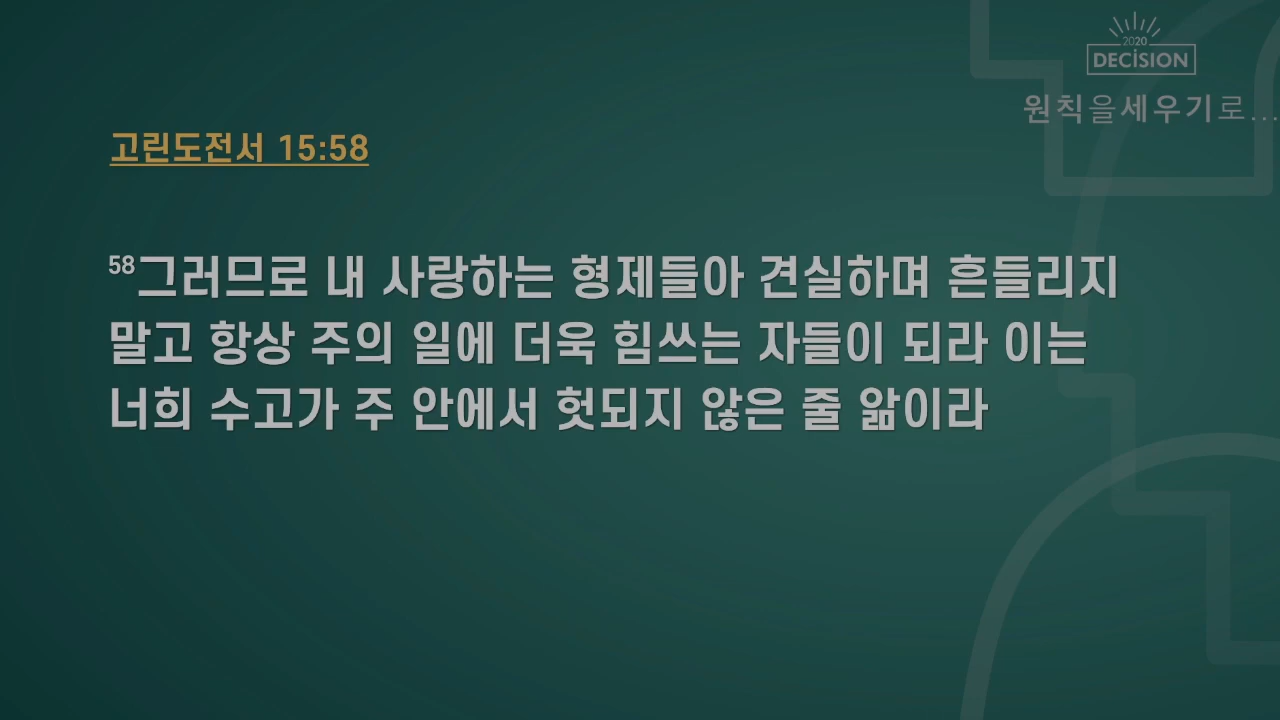 2020
DECISION
원칙을세우기로...
고린도전서 15:58
58그러므로 내 사랑하는 형제들아 견실하며 흔들리지
말고 항상 주의 일에 더욱 힘쓰는 자들이 되라 이는
너희 수고가 주 안에서 헛되지 않은 줄 앎이라